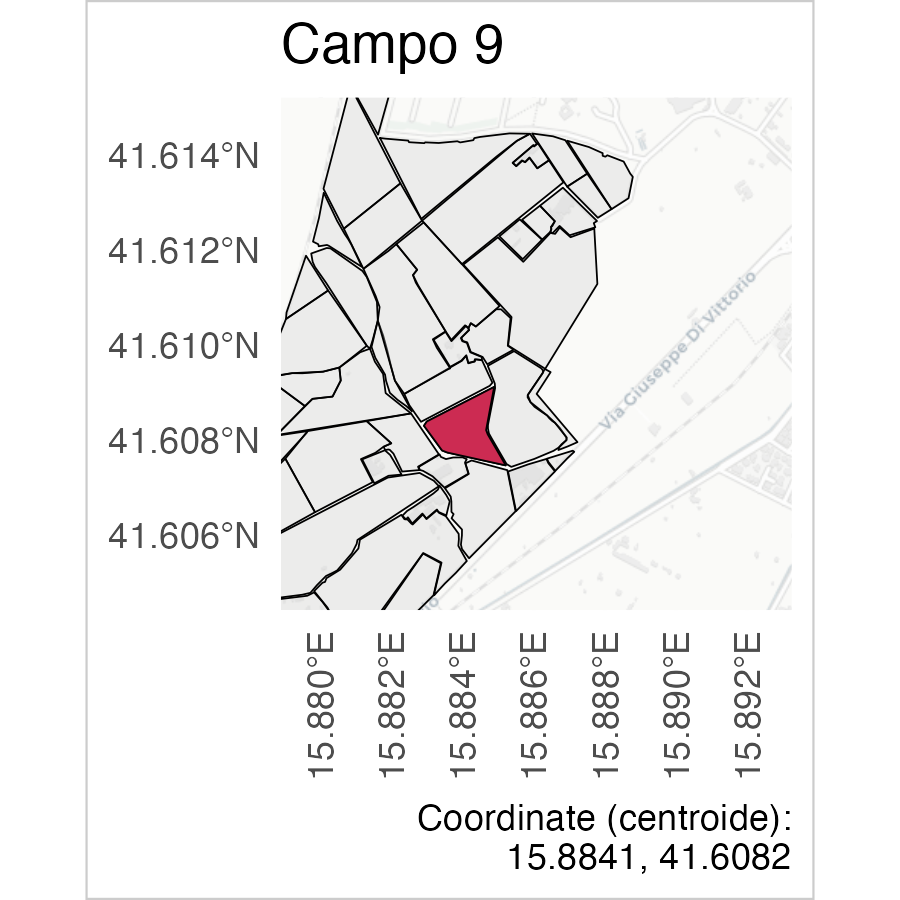 Campo 9
41.614°N
41.612°N
41.610°N
41.608°N
41.606°N
Via Giuseppe Di Vittorio
15.880°E
15.882°E
15.884°E
15.886°E
15.888°E
15.890°E
15.892°E
Coordinate (centroide):
15.8841, 41.6082